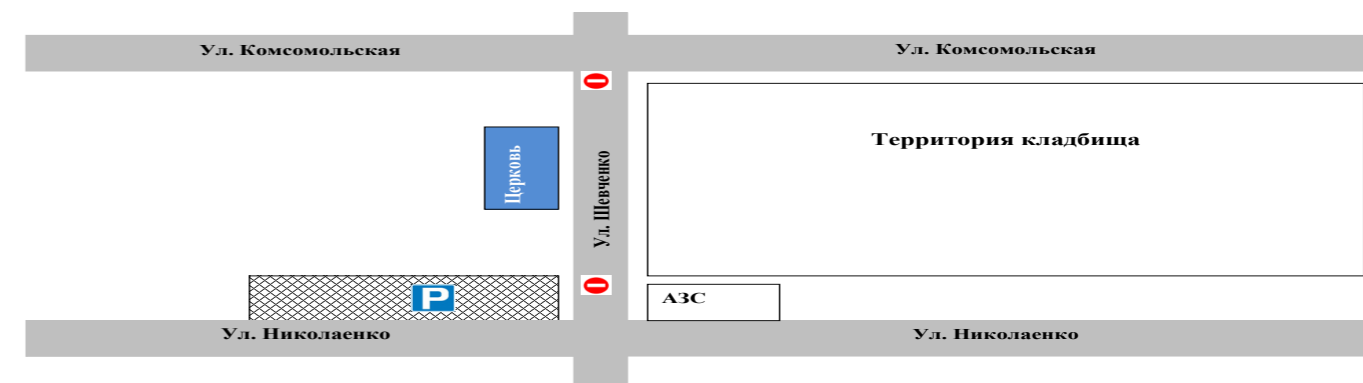 Ул. Комсомольская
Ул. Комсомольская
Территория кладбища
Церковь
Ул. Шевченко
P
АЗС
Ул. Николаенко
Ул. Николаенко